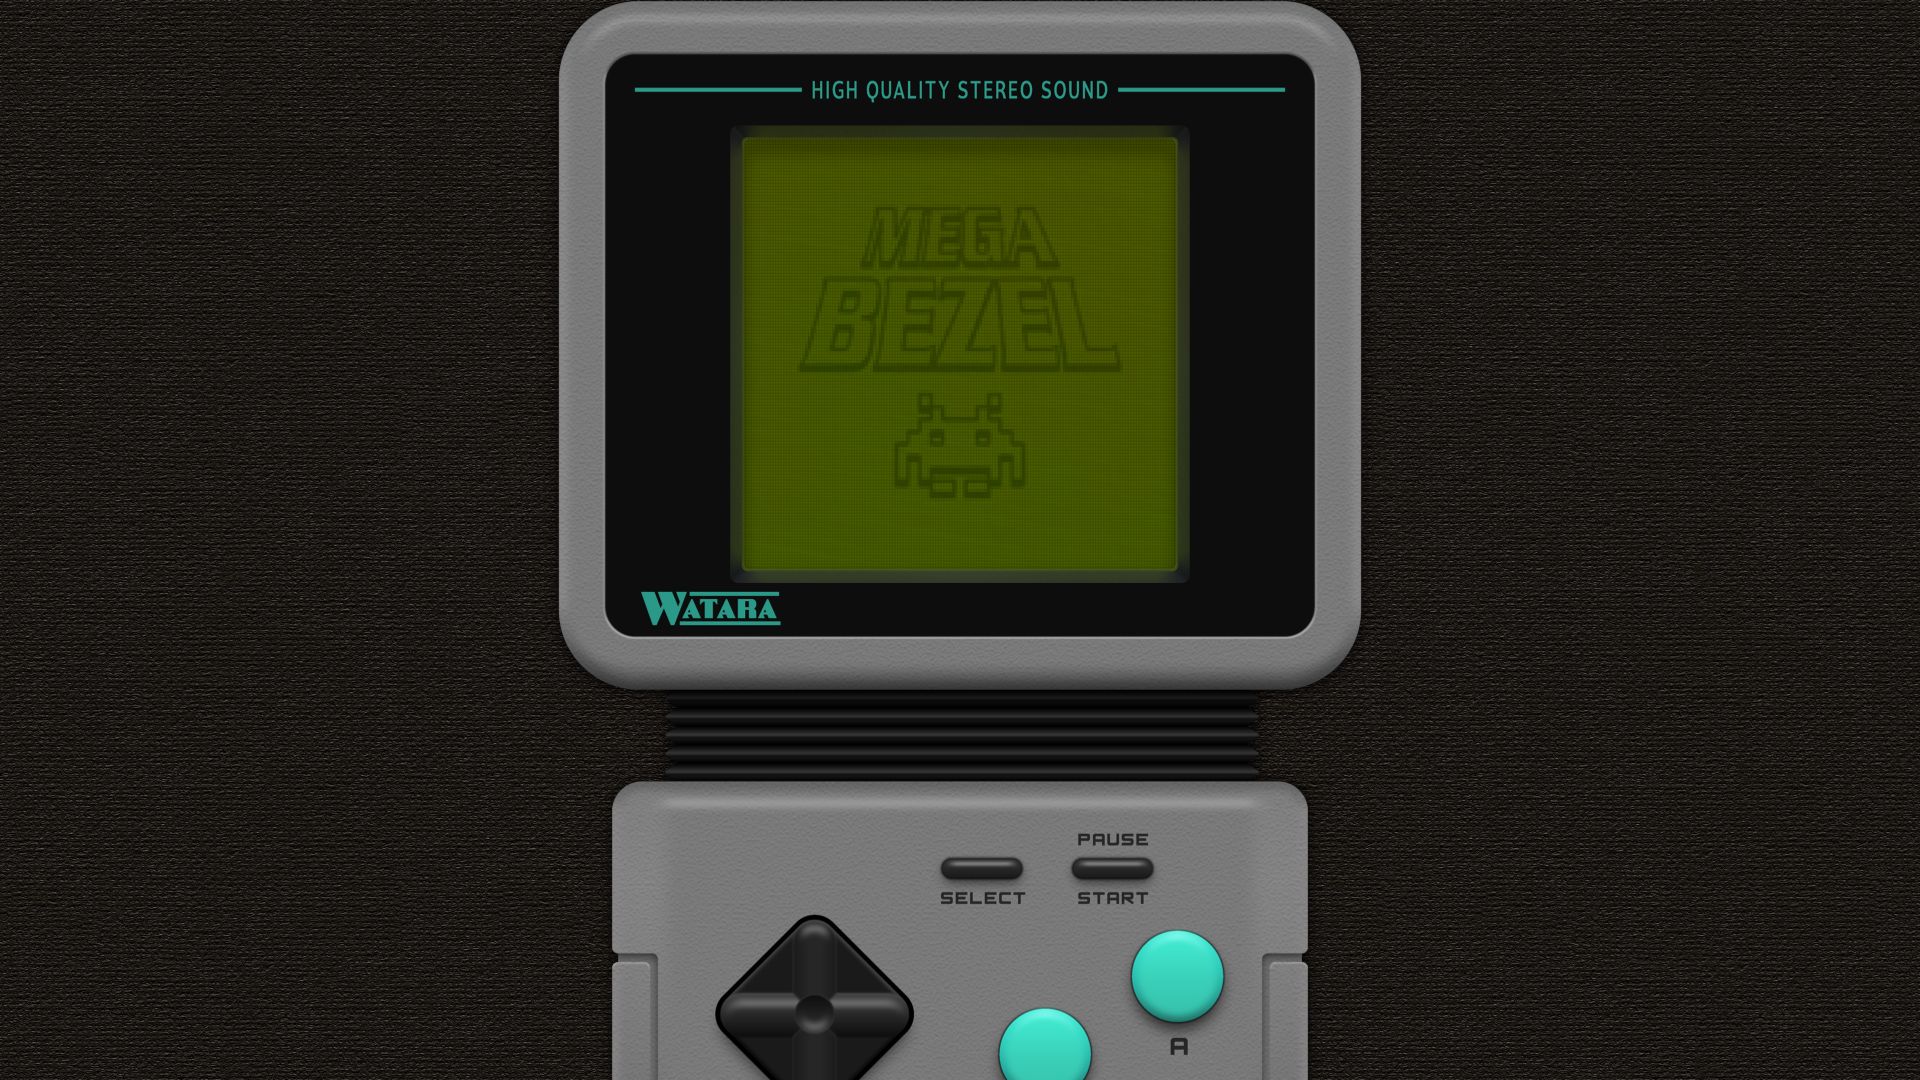 HIGH QUALITY STEREO SOUND
MEGA
BEZEL
WATARA
PAUSE
SELECT
START
A